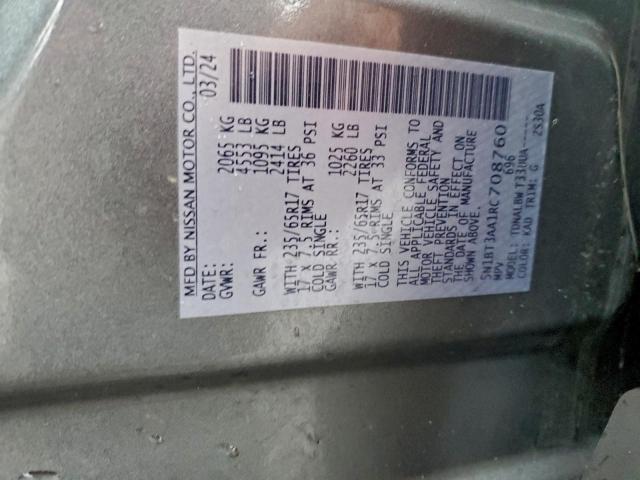 MFD BY NISSAN MOTOR CO., LTD.
DATE: 03/24
GVWR: 2065 KG
4553 LB
GAWR FR: 1095 KG
2414 LB
WITH 235/65R17 TIRES
17 X 7.5 RIMS AT 36 PSI
COLD SINGLE
GAWR RR: 1025 KG
2260 LB
WITH 235/65R17 TIRES
17 X 7.5 RIMS AT 33 PSI
COLD SINGLE
THIS VEHICLE CONFORMS TO
ALL APPLICABLE FEDERAL
MOTOR VEHICLE SAFETY AND
THEFT PREVENTION
STANDARDS IN EFFECT ON
THE DATE OF MANUFACTURE
SHOWN ABOVE.
5N1BT3AA1RC708760
MPV 696
MODEL: TDMALBW T33UUA-----
COLOR: KAD TRIM: G 2S30A